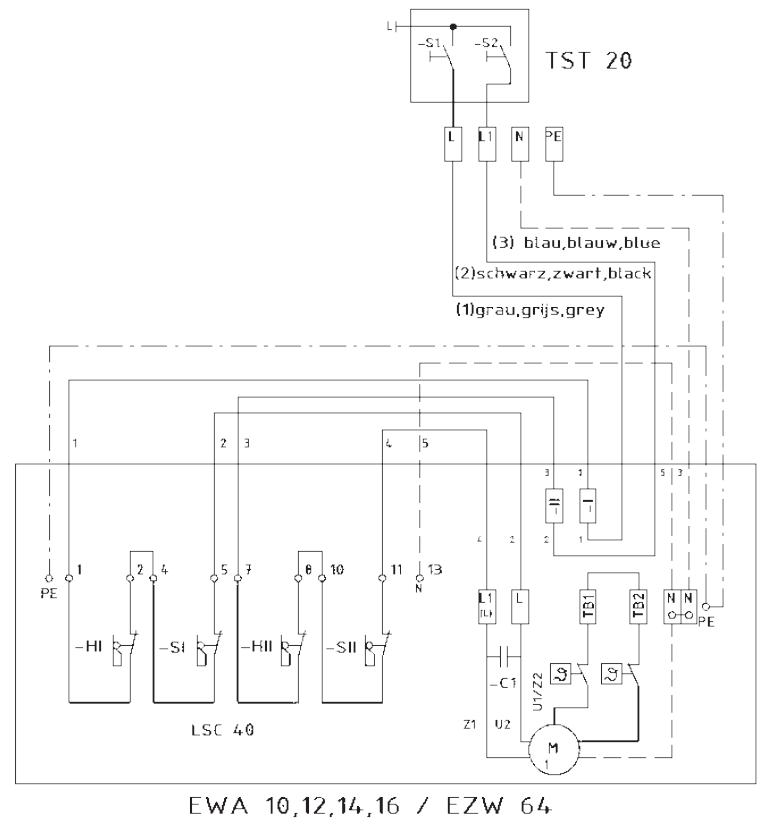 L
-S1 -S2
TST 20
L L1 N PE
(3) blau,blauw,blue
(2)schwarz,zwart,black
(1)grau,grijs,grey
1 2 3 4 5
3 1 5 3
II I
4 2 2 1
1 2 4 5 7 8 10 11 13
PE N
L1 L TB1 TB2 N N
(L)
PE
-HI -SI -HII -SII
-C1
U1/Z2
ϑ ϑ
LSC 40
Z1 U2
M
1
EWA 10,12,14,16 / EZW 64